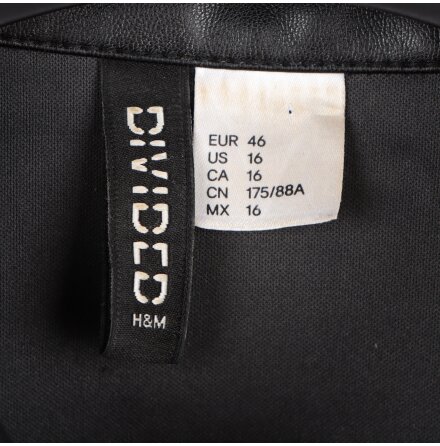 DIVIDED
H&M
EUR 46
US 16
CA 16
CN 175/88A
MX 16